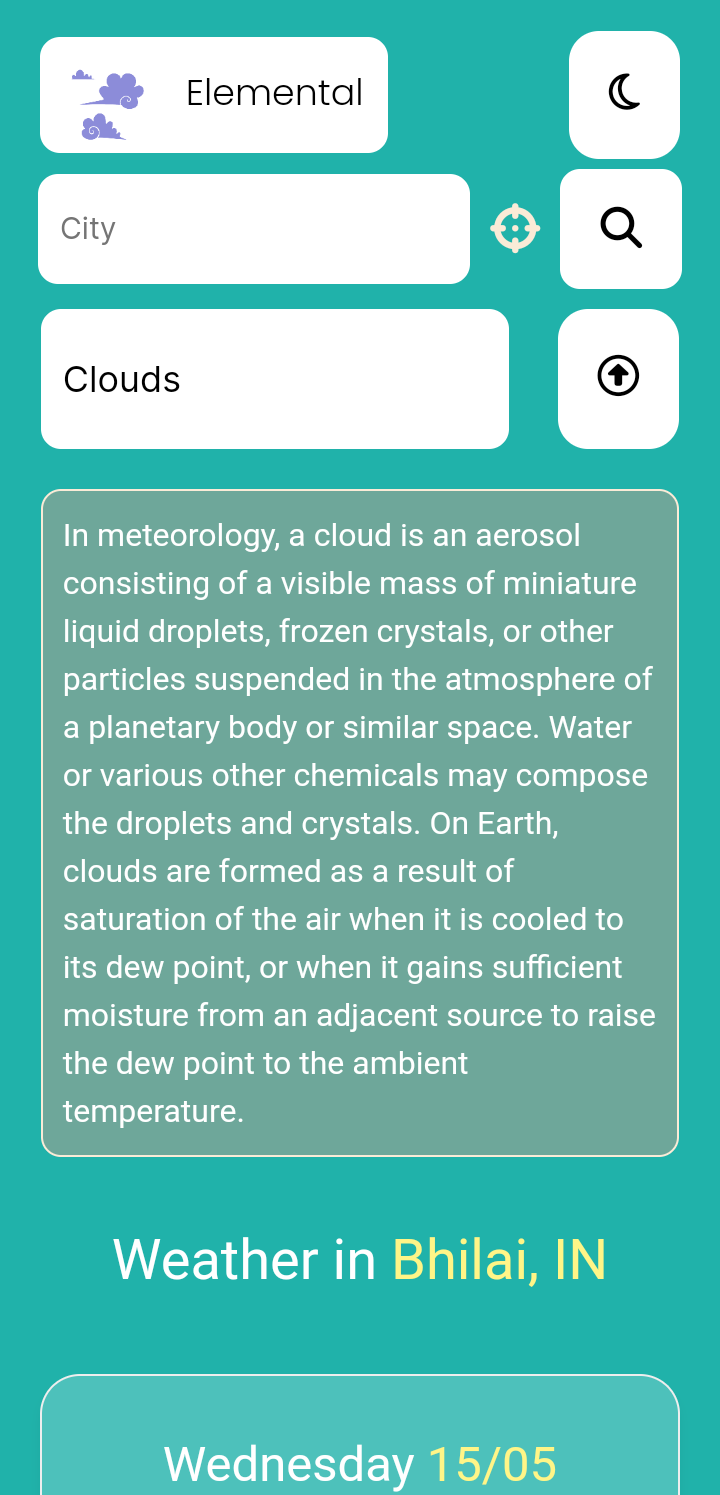 Elemental
City
Clouds
In meteorology, a cloud is an aerosol
consisting of a visible mass of miniature
liquid droplets, frozen crystals, or other
particles suspended in the atmosphere of
a planetary body or similar space. Water
or various other chemicals may compose
the droplets and crystals. On Earth,
clouds are formed as a result of
saturation of the air when it is cooled to
its dew point, or when it gains sufficient
moisture from an adjacent source to raise
the dew point to the ambient
temperature.
Weather in Bhilai, IN
Wednesday 15/05